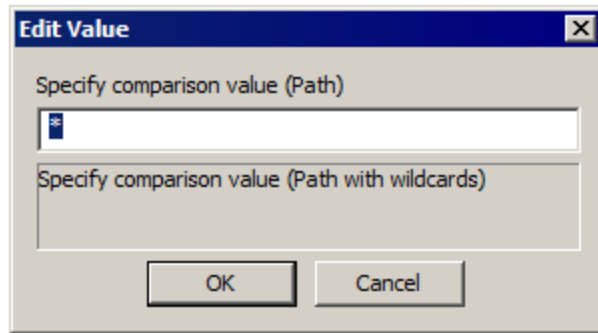 Edit Value
Specify comparison value (Path)
*
Specify comparison value (Path with wildcards)
OK
Cancel